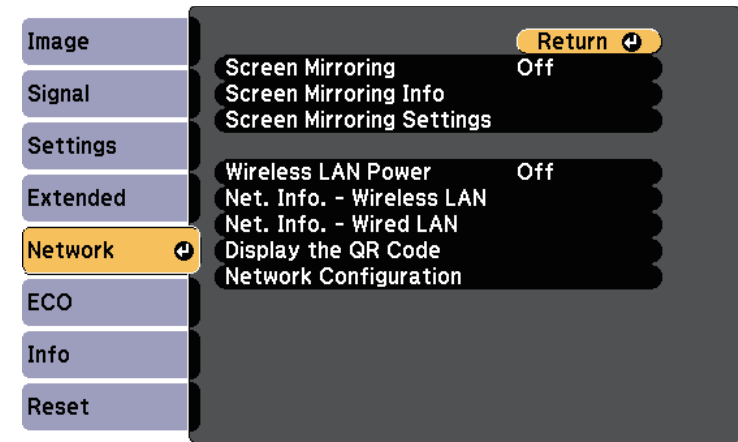 Image
Signal
Settings
Extended
Network
ECO
Info
Reset
Return
Screen Mirroring Off
Screen Mirroring Info
Screen Mirroring Settings
Wireless LAN Power Off
Net. Info. - Wireless LAN
Net. Info. - Wired LAN
Display the QR Code
Network Configuration